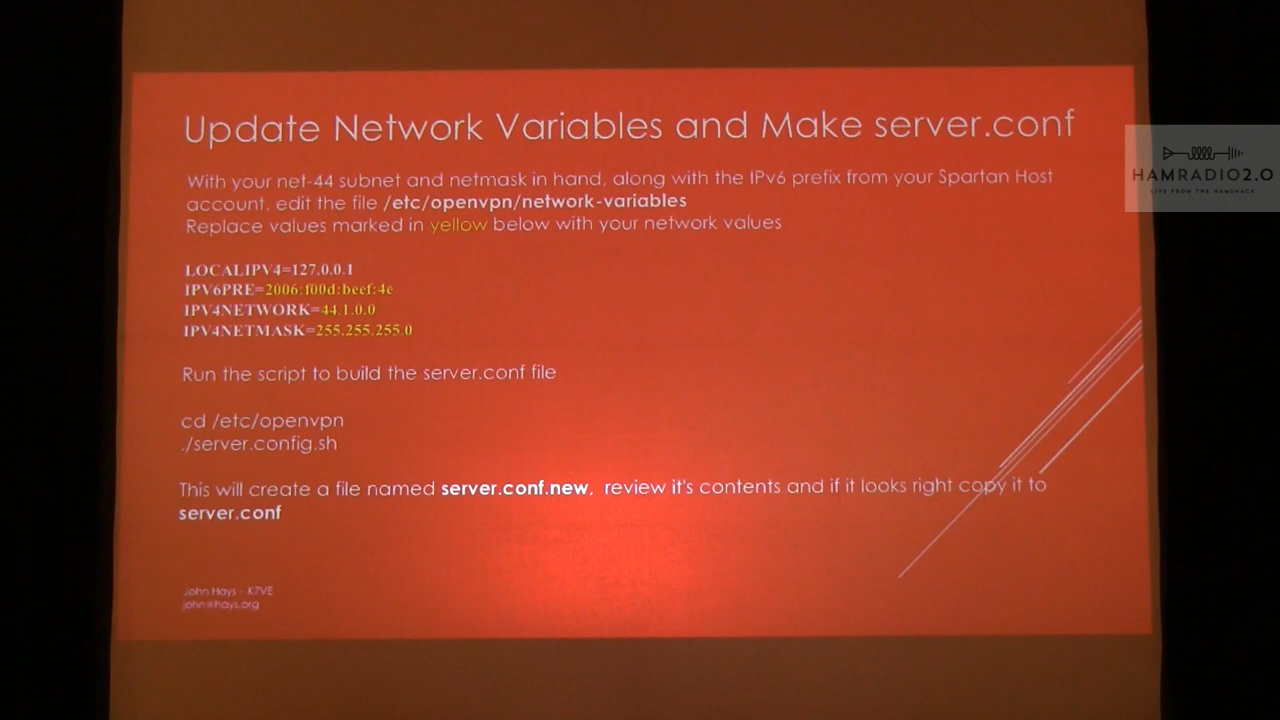 Update Network Variables and Make server.conf
HAMRADIO2.0
LIVE FROM THE HAMSHACK
With your net-44 subnet and netmask in hand, along with the IPv6 prefix from your Spartan Host
account, edit the file /etc/openvpn/network-variables
Replace values marked in yellow below with your network values
LOCALIPV4=127.0.0.1
IPV6PRE=2006:f00d:beef:4e
IPV4NETWORK=44.1.0.0
IPV4NETMASK=255.255.255.0
Run the script to build the server.conf file
cd /etc/openvpn
./server.config.sh
This will create a file named server.conf.new, review it's contents and if it looks right copy it to
server.conf
John Hays - K7VE
john@hays.org